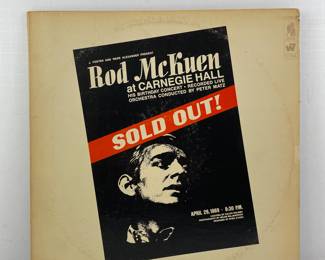 Rod McKuen
at CARNEGIE HALL
HIS BIRTHDAY CONCERT • RECORDED LIVE
ORCHESTRA CONDUCTED BY PETER MATZ
SOLD OUT!
APRIL 29, 1969 • 8:30 P.M.